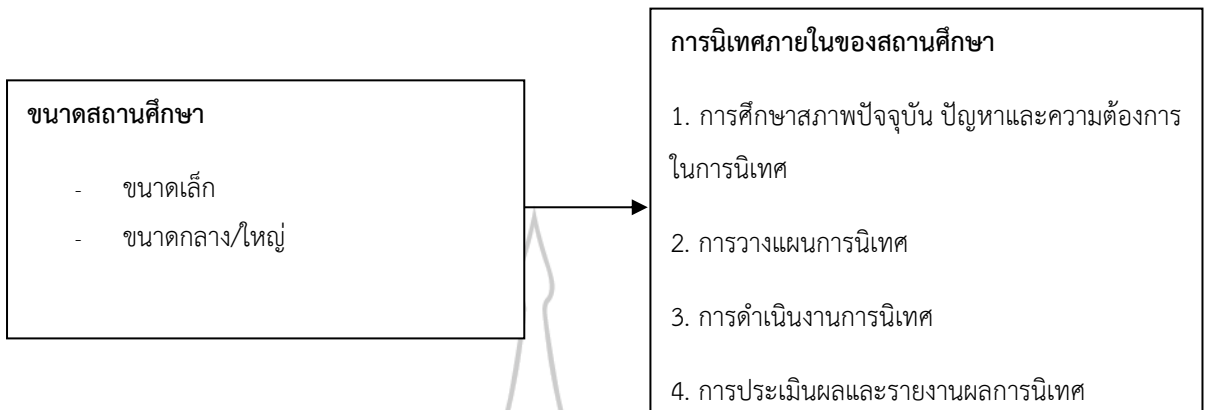 ขนาดสถานศึกษา
- ขนาดเล็ก
- ขนาดกลาง/ใหญ่
การนิเทศภายในของสถานศึกษา
1. การศึกษาสภาพปัจจุบัน ปัญหาและความต้องการ
ในการนิเทศ
2. การวางแผนการนิเทศ
3. การดำเนินงานการนิเทศ
4. การประเมินผลและรายงานผลการนิเทศ